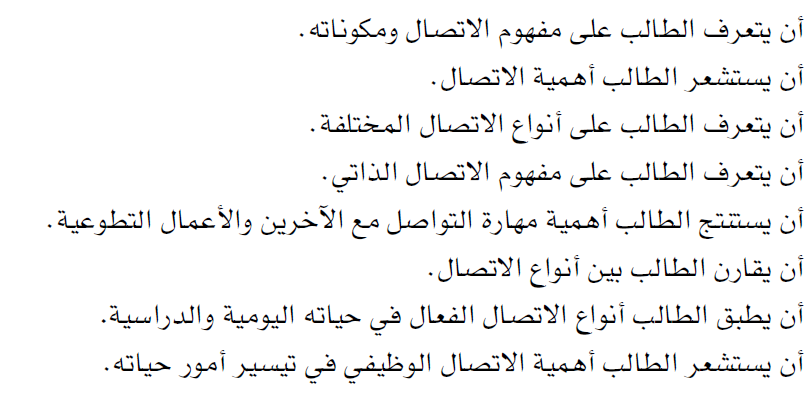 أن يتعرف الطالب على مفهوم الاتصال ومكوناته.
أن يستشعر الطالب أهمية الاتصال.
أن يتعرف الطالب على أنواع الاتصال المختلفة.
أن يتعرف الطالب على مفهوم الاتصال الذاتي.
أن يستنتج الطالب أهمية مهارة التواصل مع الآخرين والأعمال التطوعية.
أن يقارن الطالب بين أنواع الاتصال.
أن يطبق الطالب أنواع الاتصال الفعال في حياته اليومية والدراسية.
أن يستشعر الطالب أهمية الاتصال الوظيفي في تيسير أمور حياته.